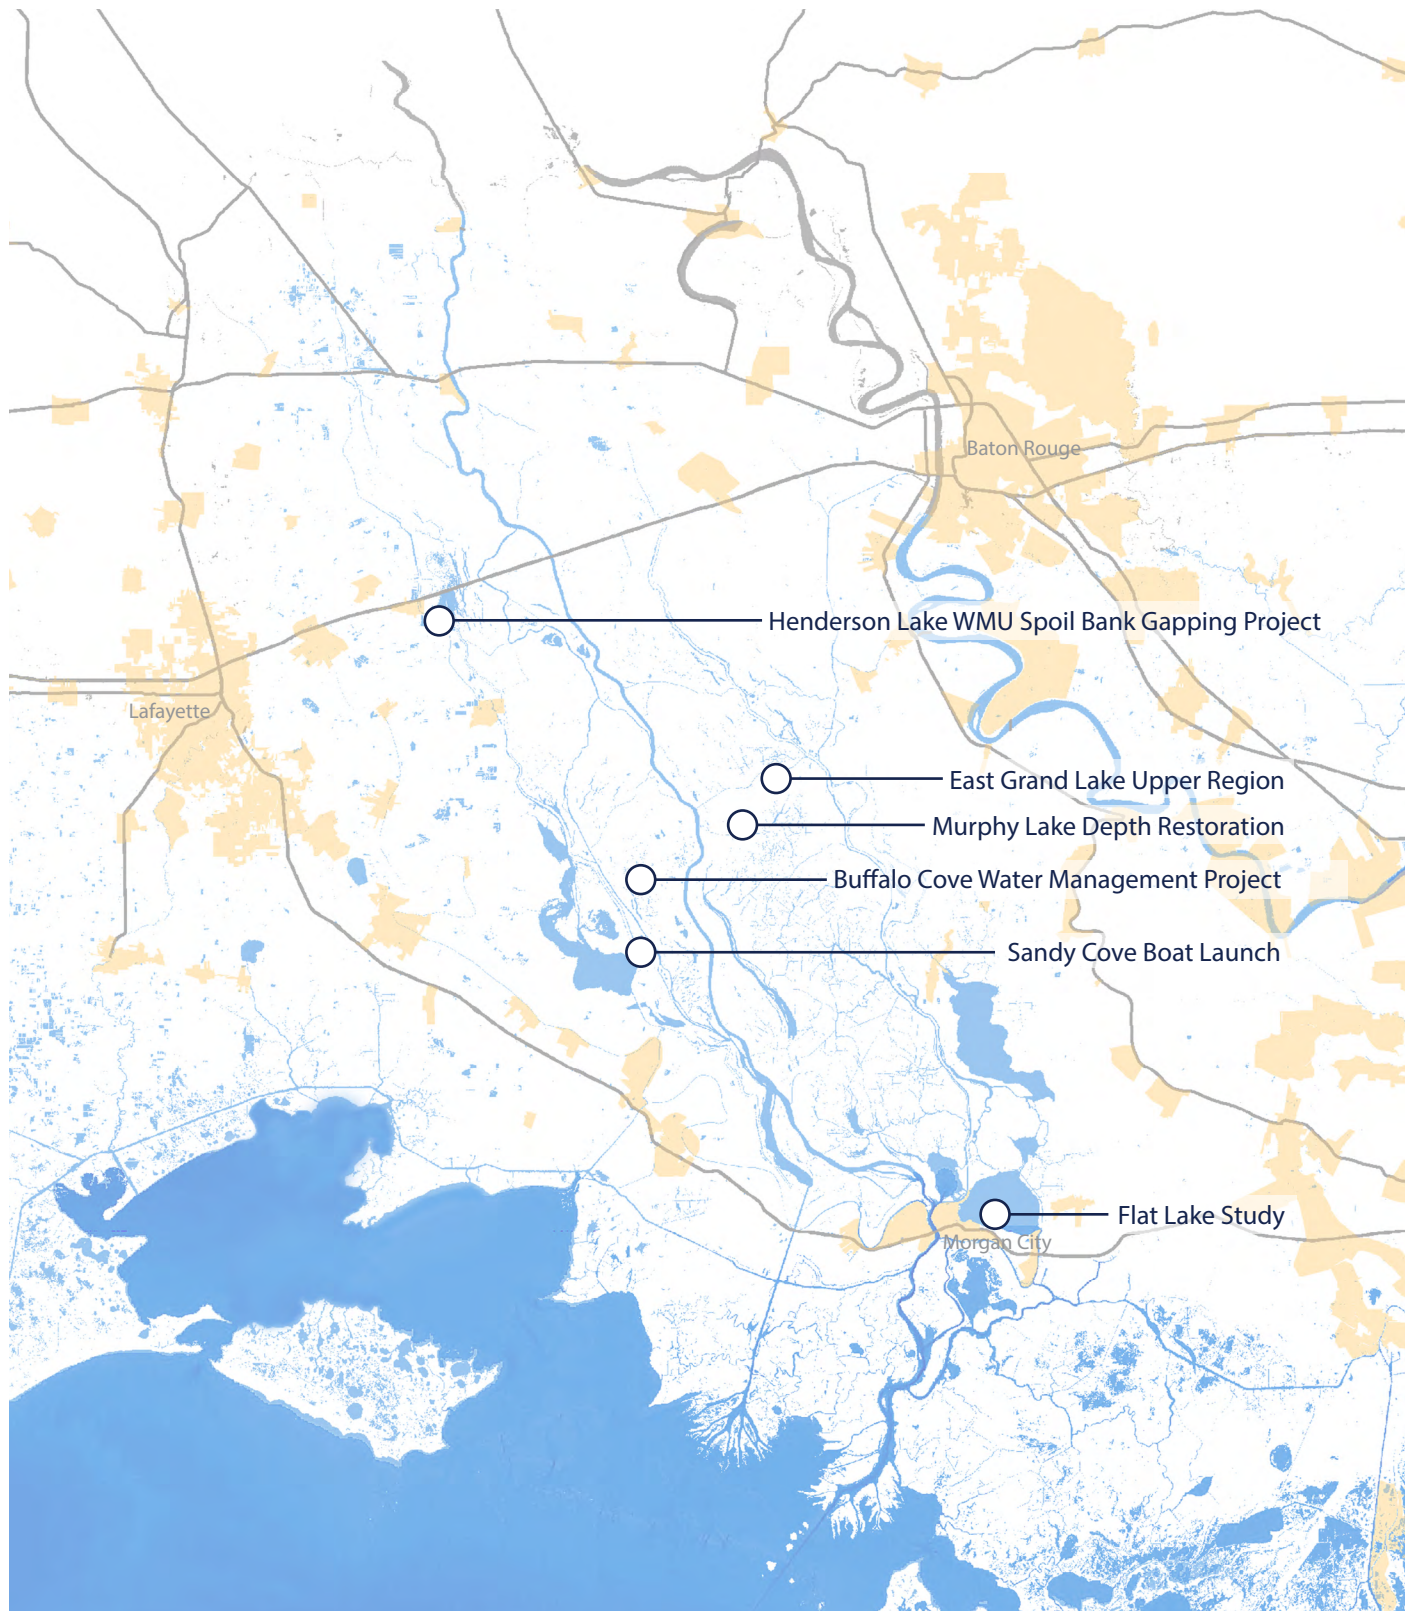 Baton Rouge
Henderson Lake WMU Spoil Bank Gapping Project
Lafayette
East Grand Lake Upper Region
Murphy Lake Depth Restoration
Buffalo Cove Water Management Project
Sandy Cove Boat Launch
Flat Lake Study
Morgan City